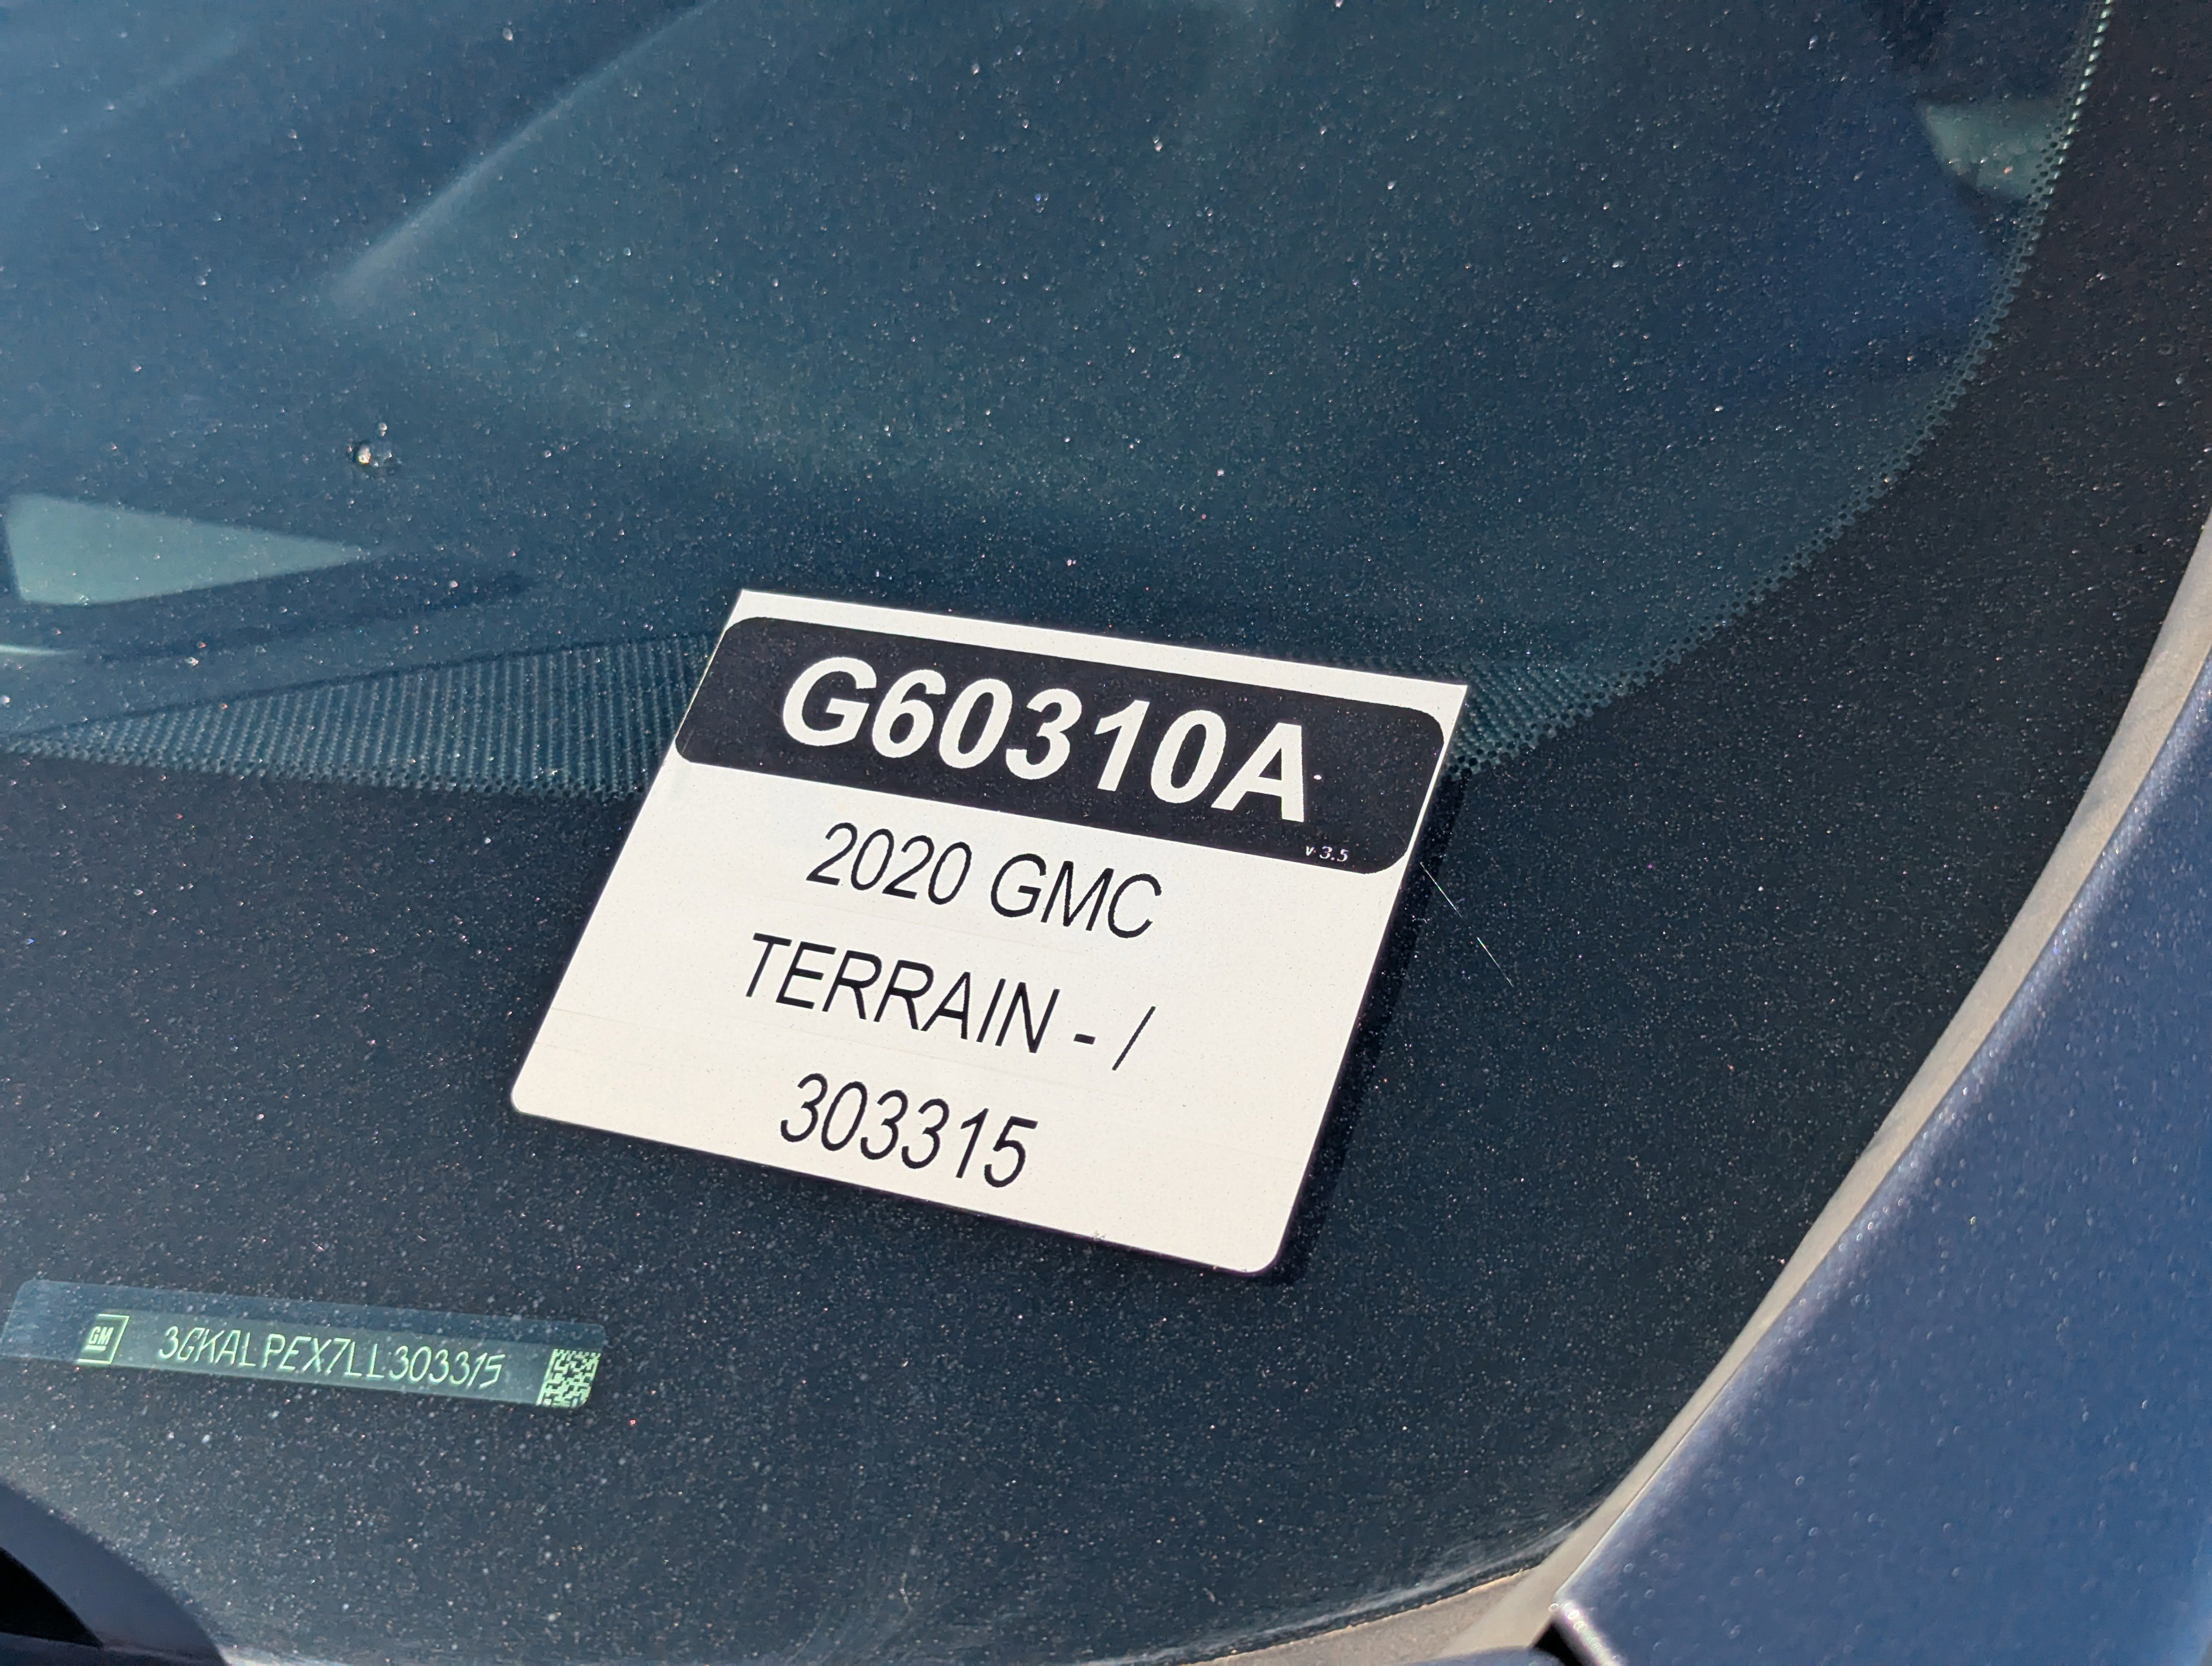 G60310A
v 3.5
2020 GMC
TERRAIN - /
303315
GM 3GKALPEX7LL303315